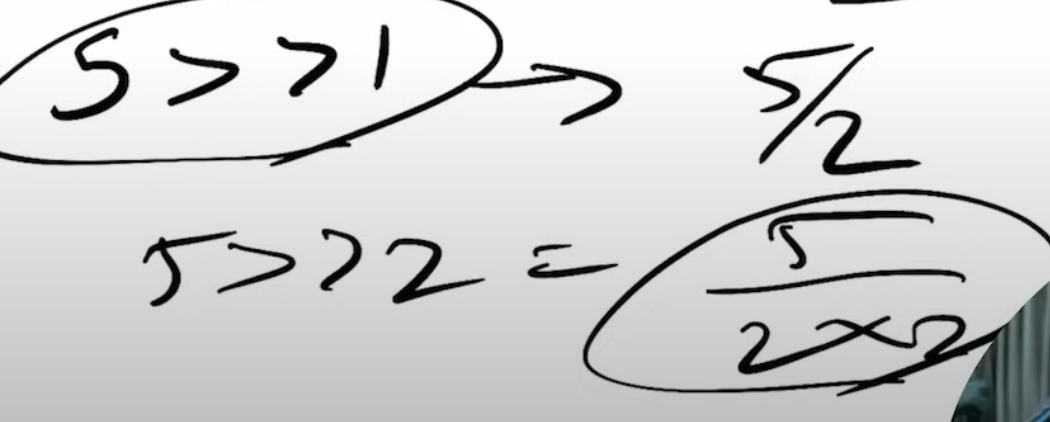 5 >> 1 → 5/2
5 >> 2 = 5/(2×2)